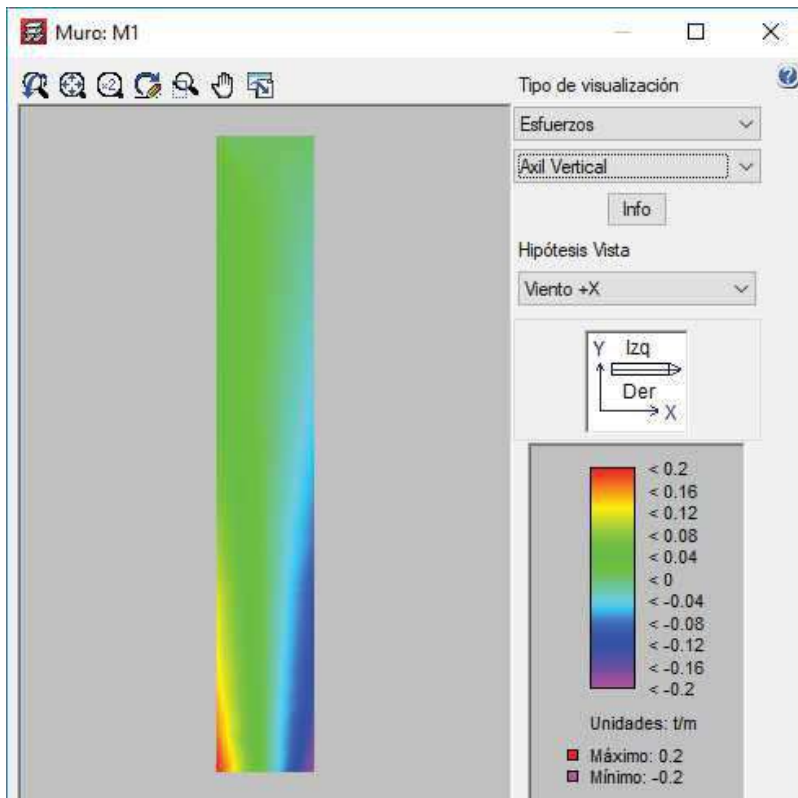 Muro: M1
x2
Tipo de visualización
Esfuerzos
Axil Vertical
Info
Hipótesis Vista
Viento +X
Y Izq
Der
X
< 0.2
< 0.16
< 0.12
< 0.08
< 0.04
< 0
< -0.04
< -0.08
< -0.12
< -0.16
< -0.2
Unidades: t/m
Máximo: 0.2
Mínimo: -0.2